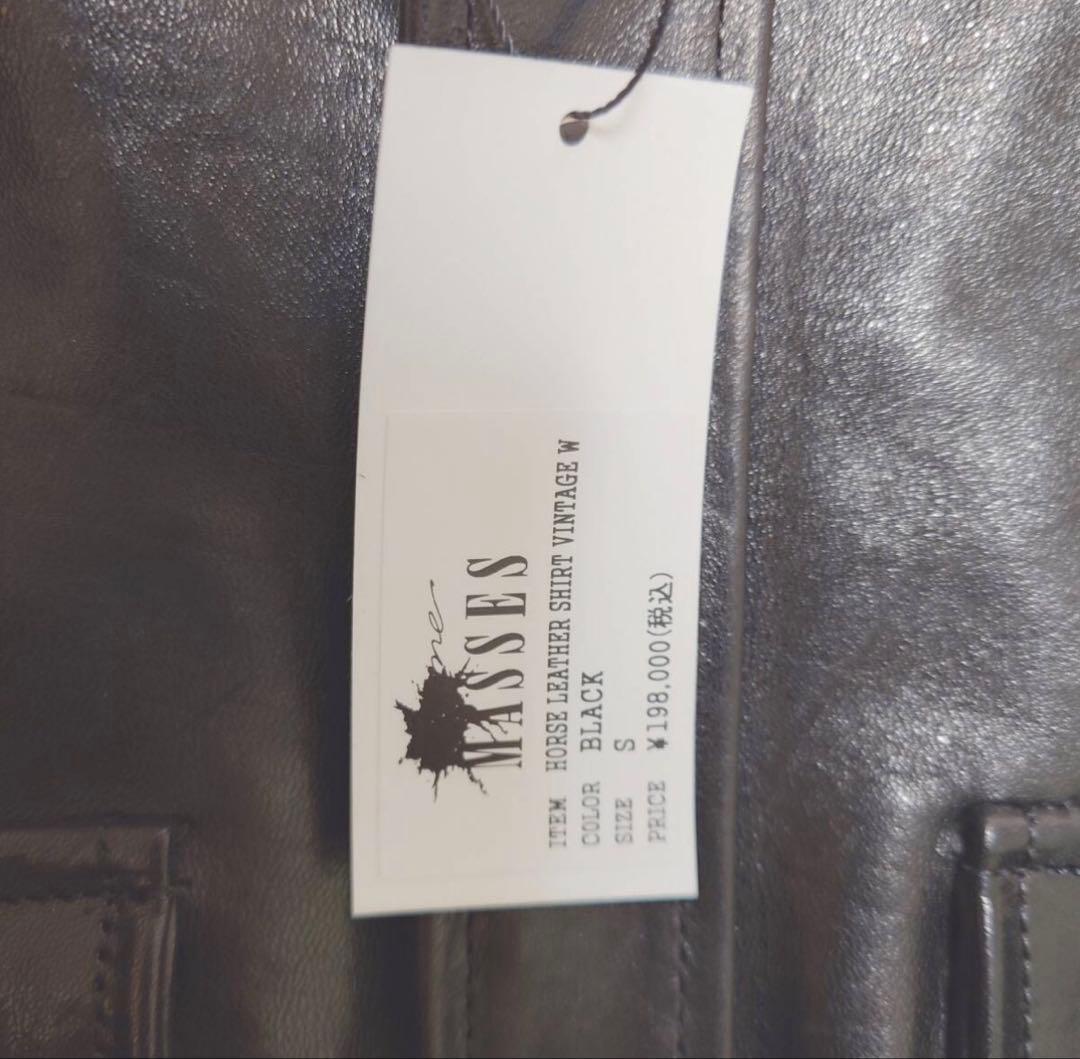 MASSES
ITEM HORSE LEATHER SHIRT VINTAGE W
COLOR BLACK
SIZE S
PRICE ¥198,000(税込)